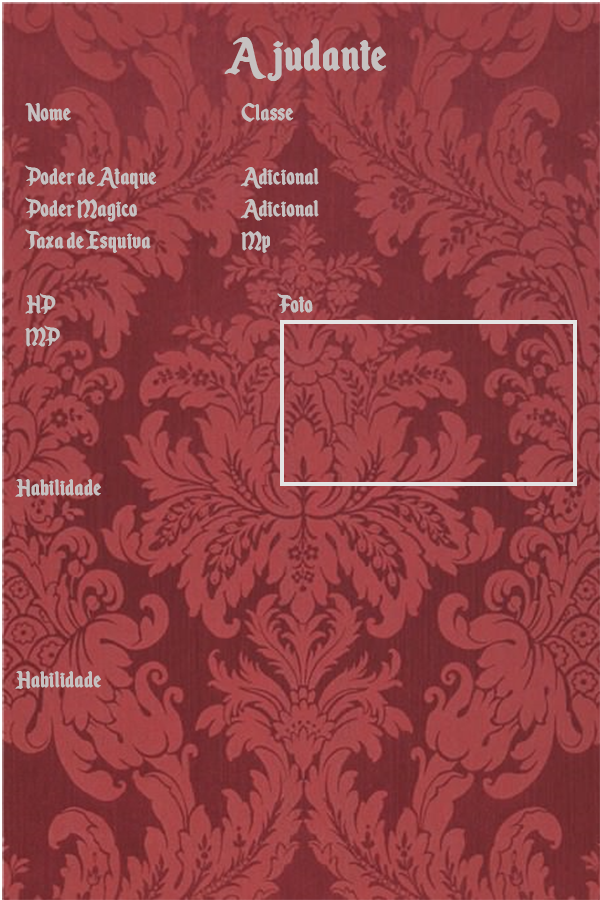 Ajudante
Nome Classe
Poder de Ataque Adicional
Poder Magico Adicional
Taxa de Esquiva Mp
HP Foto
MP
Habilidade
Habilidade